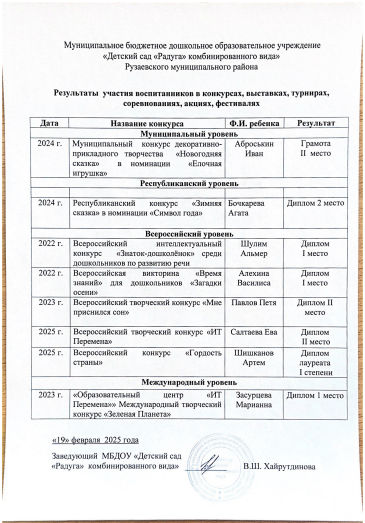 Муниципальное бюджетное дошкольное образовательное учреждение
«Детский сад «Радуга» комбинированного вида»
Рузаевского муниципального района
Результаты участия воспитанников в конкурсах, выставках, турнирах,
соревнованиях, акциях, фестивалях
Дата Название конкурса Ф.И. ребенка Результат
Муниципальный уровень
2024 г. Муниципальный конкурс декоративно- Аброськин Грамота
прикладного творчества «Новогодняя Иван II место
сказка» в номинации «Елочная
игрушка»
Республиканский уровень
2024 г. Республиканский конкурс «Зимняя Бочкарева Диплом 2 место
сказка» в номинации «Символ года» Агата
Всероссийский уровень
2022 г. Всероссийский интеллектуальный Шулим Диплом
конкурс «Знаток-дошколёнок» среди Альмер I место
дошкольников по развитию речи
2022 г. Всероссийская викторина «Время Алехина Диплом
знаний» для дошкольников «Загадки Василиса I место
осени»
2023 г. Всероссийский творческий конкурс «Мне Павлов Петя Диплом II
приснился сон» место
2025 г. Всероссийский творческий конкурс «ИТ Салтаева Ева Диплом
Перемена» II место
2025 г. Всероссийский конкурс «Гордость Шишканов Диплом
страны» Артем лауреата
I степени
Международный уровень
2023 г. «Образовательный центр «ИТ Засурцева Диплом 1 место
Перемена»» Международный творческий Марианна
конкурс «Зеленая Планета»
«19» февраля 2025 года
Заведующий МБДОУ «Детский сад
«Радуга» комбинированного вида» В.Ш. Хайрутдинова